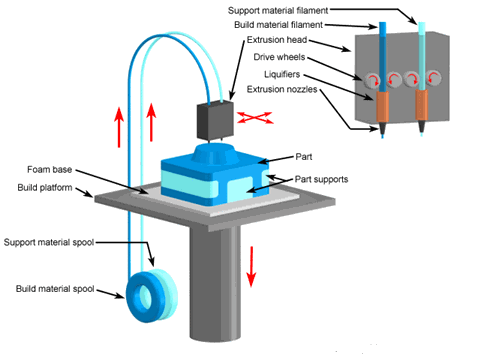 Support material filament
Build material filament
Extrusion head
Drive wheels
Liquifiers
Extrusion nozzles
Part
Foam base
Part supports
Build platform
Support material spool
Build material spool